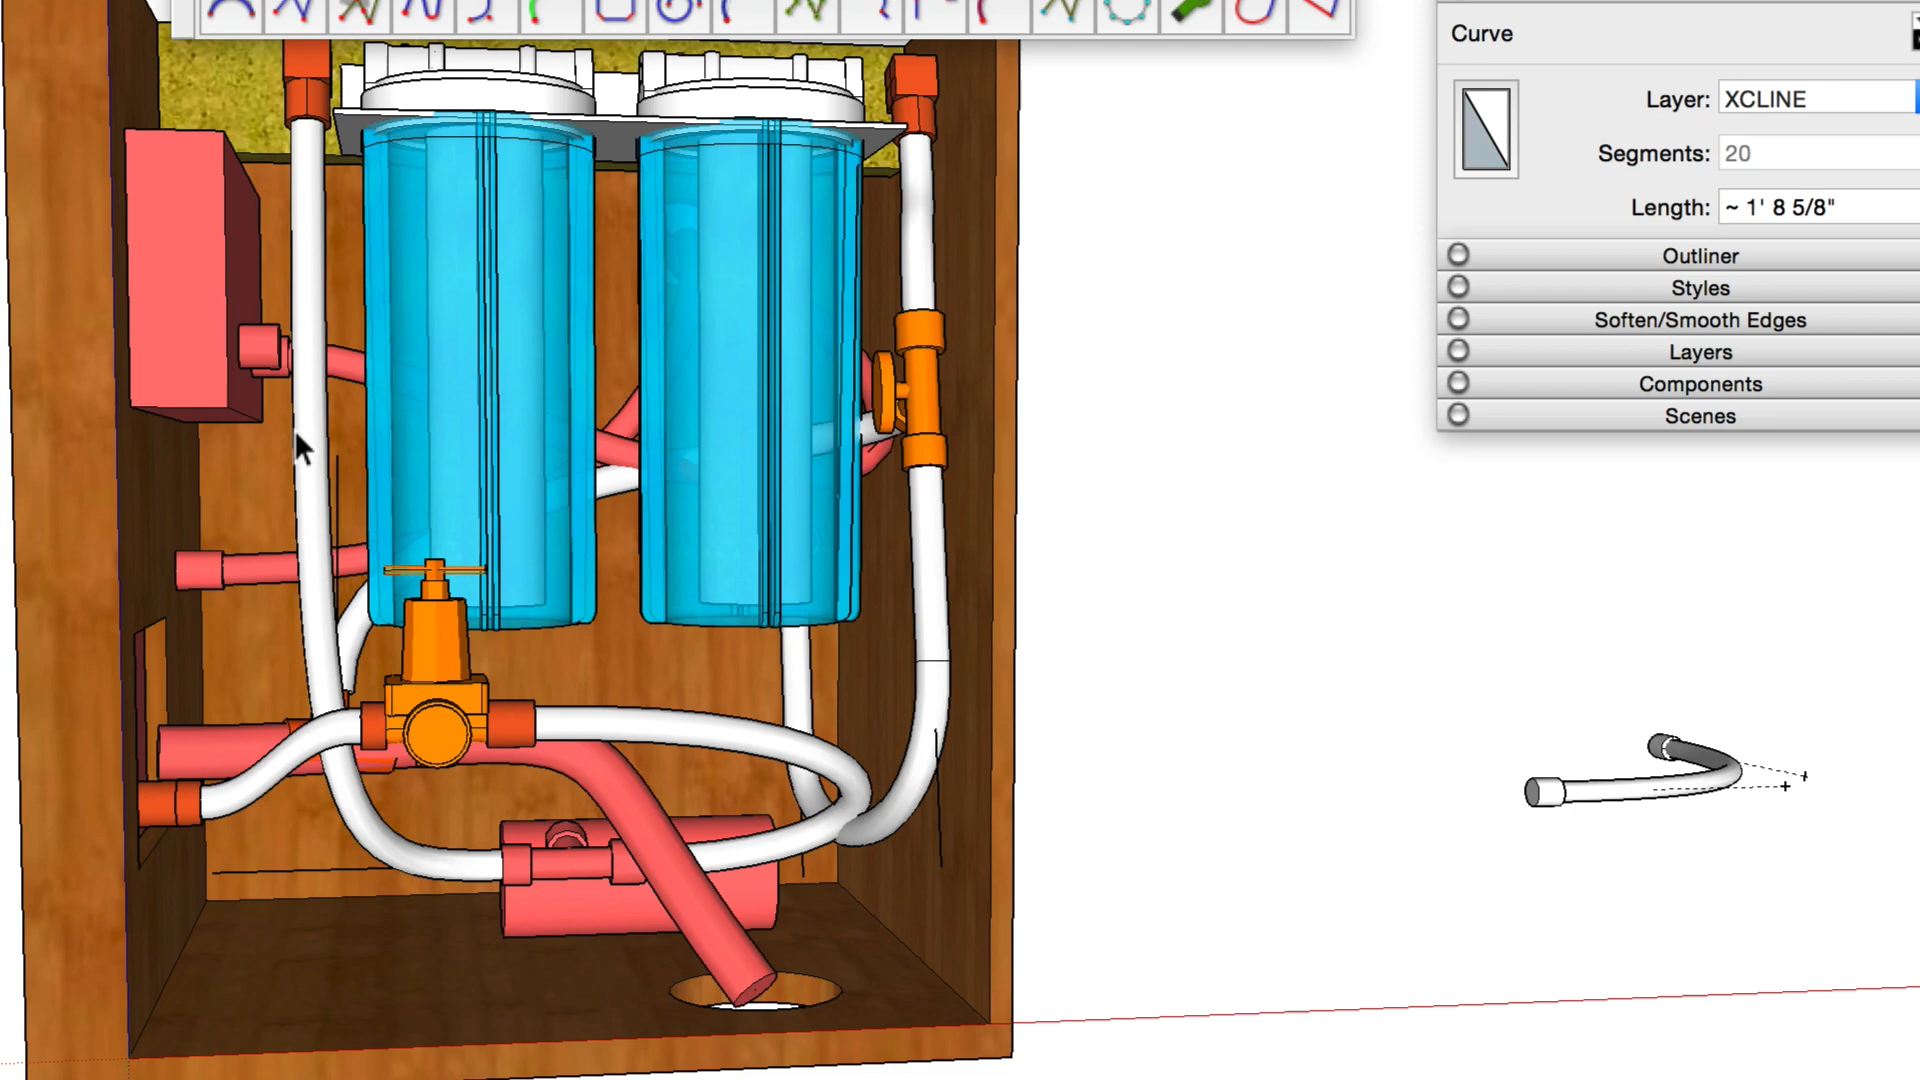 Curve
Layer: XCLINE
Segments: 20
Length: ~ 1' 8 5/8"
Outliner
Styles
Soften/Smooth Edges
Layers
Components
Scenes